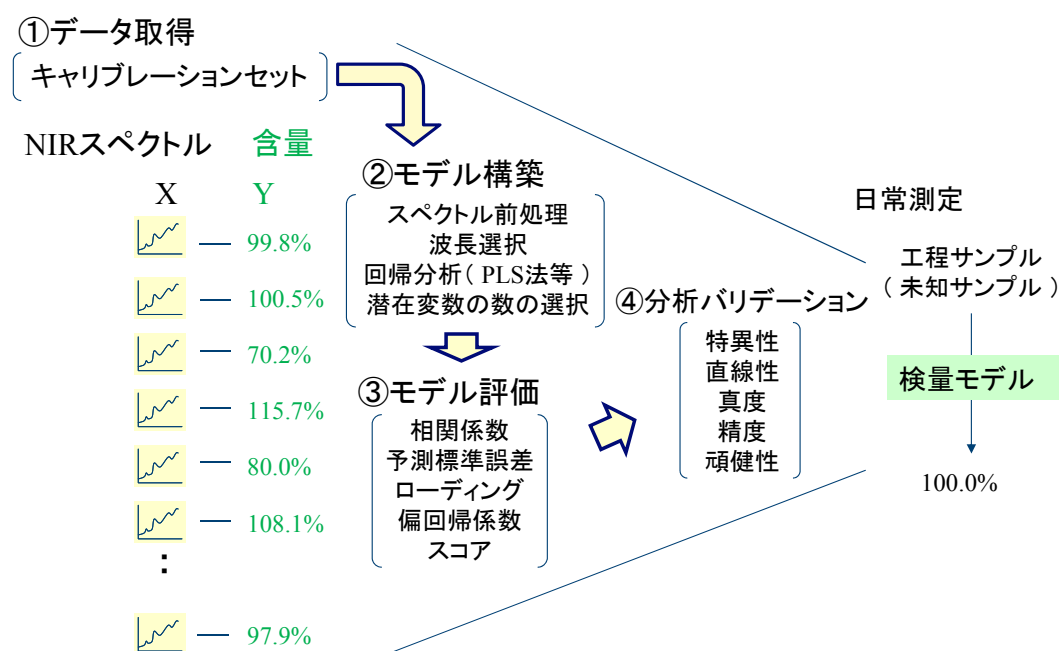 ①データ取得
キャリブレーションセット
NIRスペクトル 含量
X Y
99.8%
100.5%
70.2%
115.7%
80.0%
108.1%
：
97.9%
②モデル構築
スペクトル前処理
波長選択
回帰分析（PLS法等）
潜在変数の数の選択
③モデル評価
相関係数
予測標準誤差
ローディング
偏回帰係数
スコア
④分析バリデーション
特異性
直線性
真度
精度
頑健性
日常測定
工程サンプル
（未知サンプル）
検量モデル
100.0%